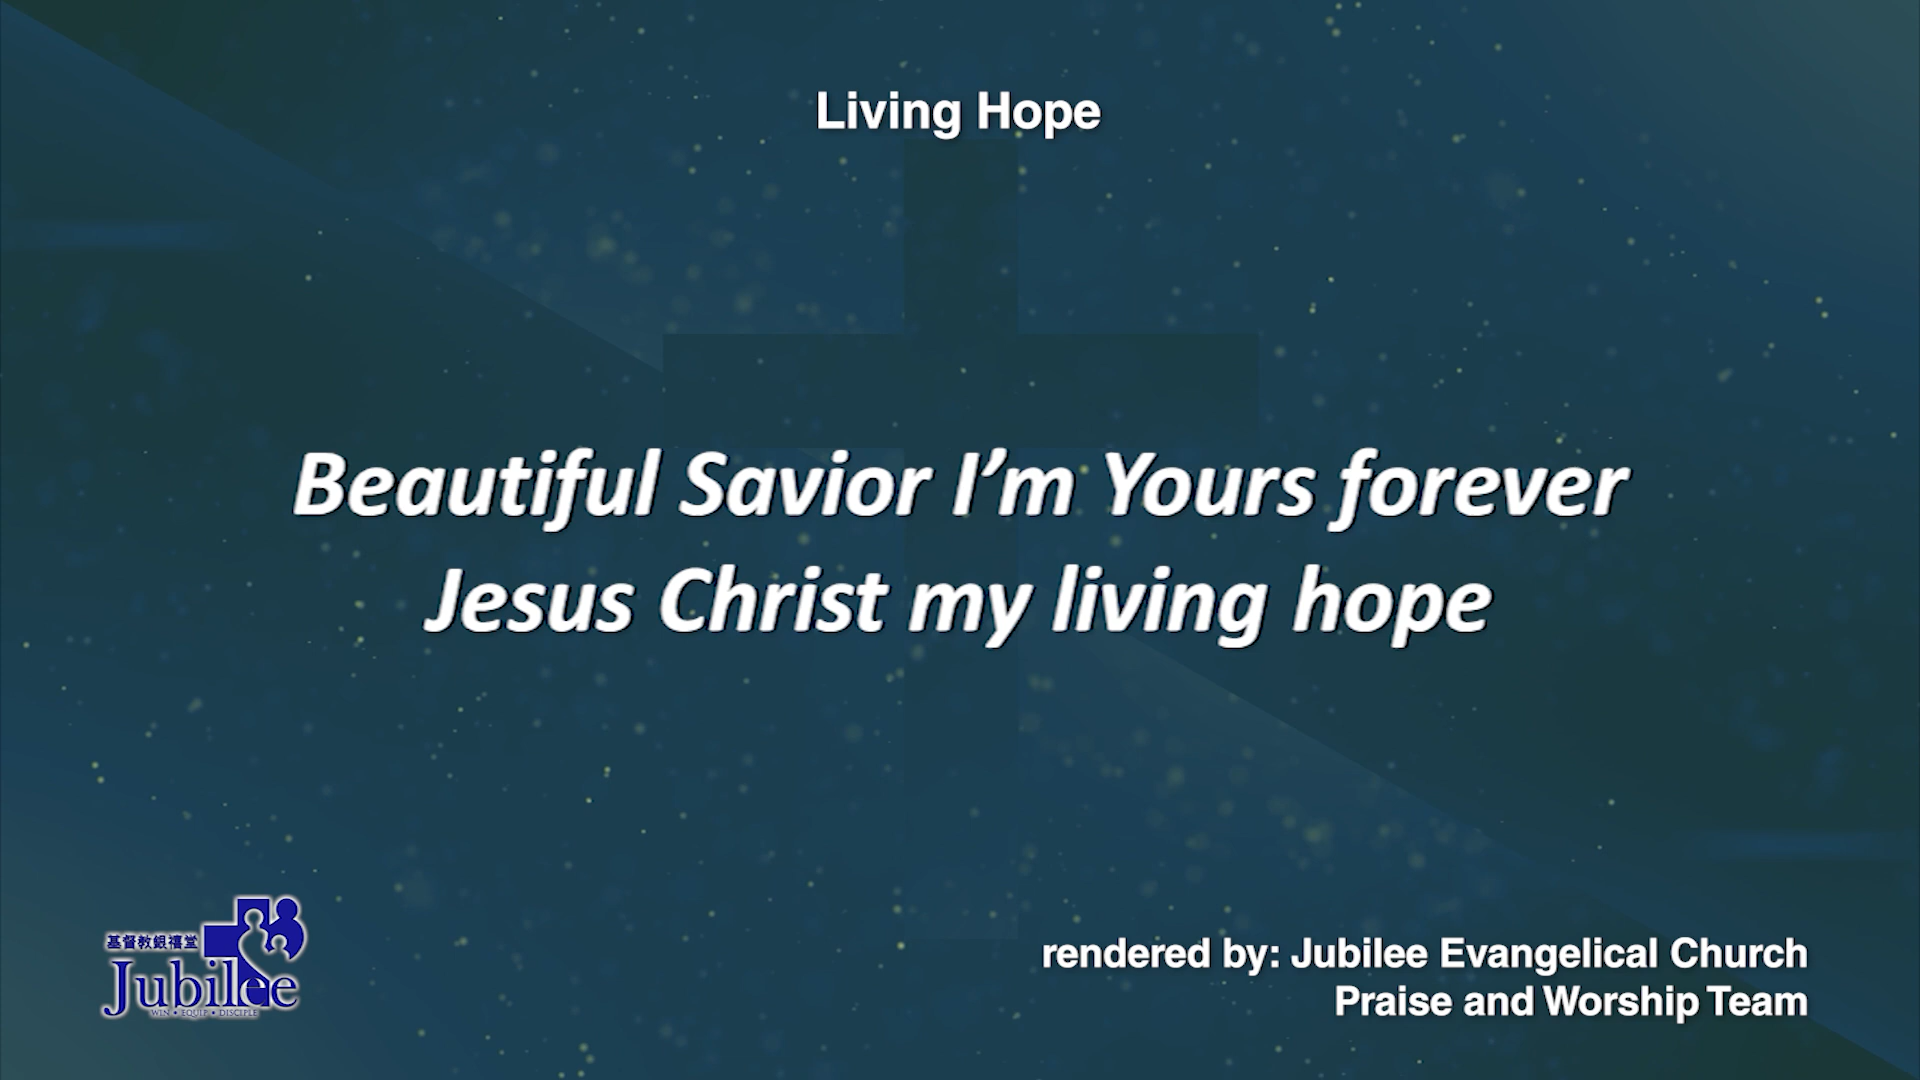 Living Hope
Beautiful Savior I’m Yours forever
Jesus Christ my living hope
基督教銀禧堂
Jubilee
WIN • EQUIP • DISCIPLE
rendered by: Jubilee Evangelical Church
Praise and Worship Team